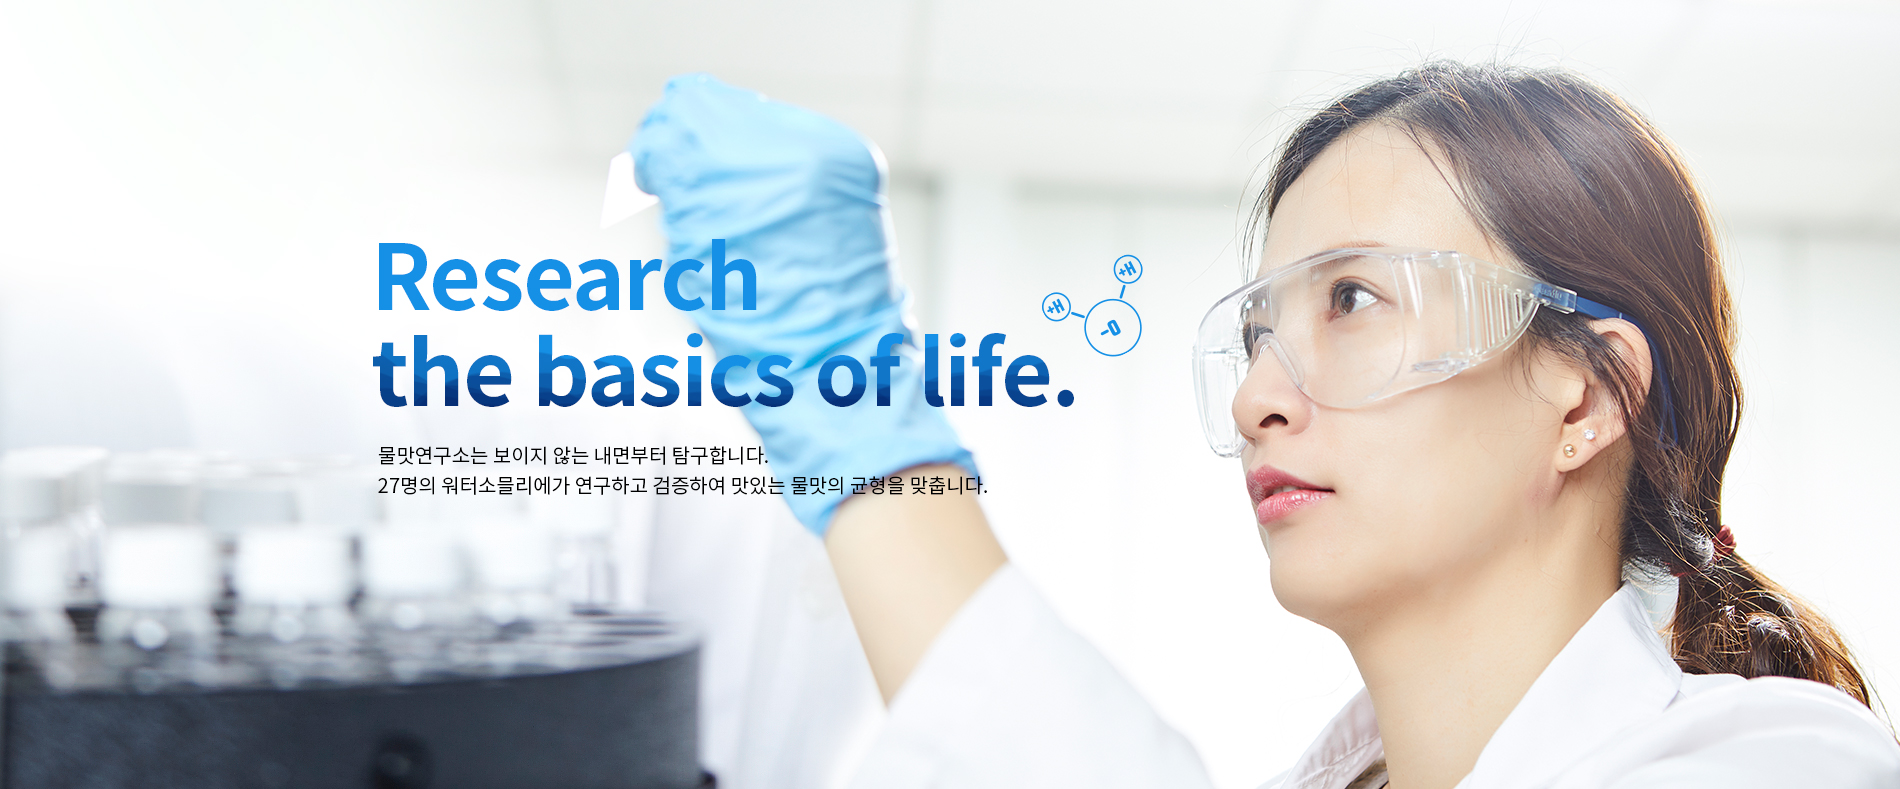 Research
the basics of life.
+H
+H
-O
물맛연구소는 보이지 않는 내면부터 탐구합니다.
27명의 워터소믈리에가 연구하고 검증하여 맛있는 물맛의 균형을 맞춥니다.